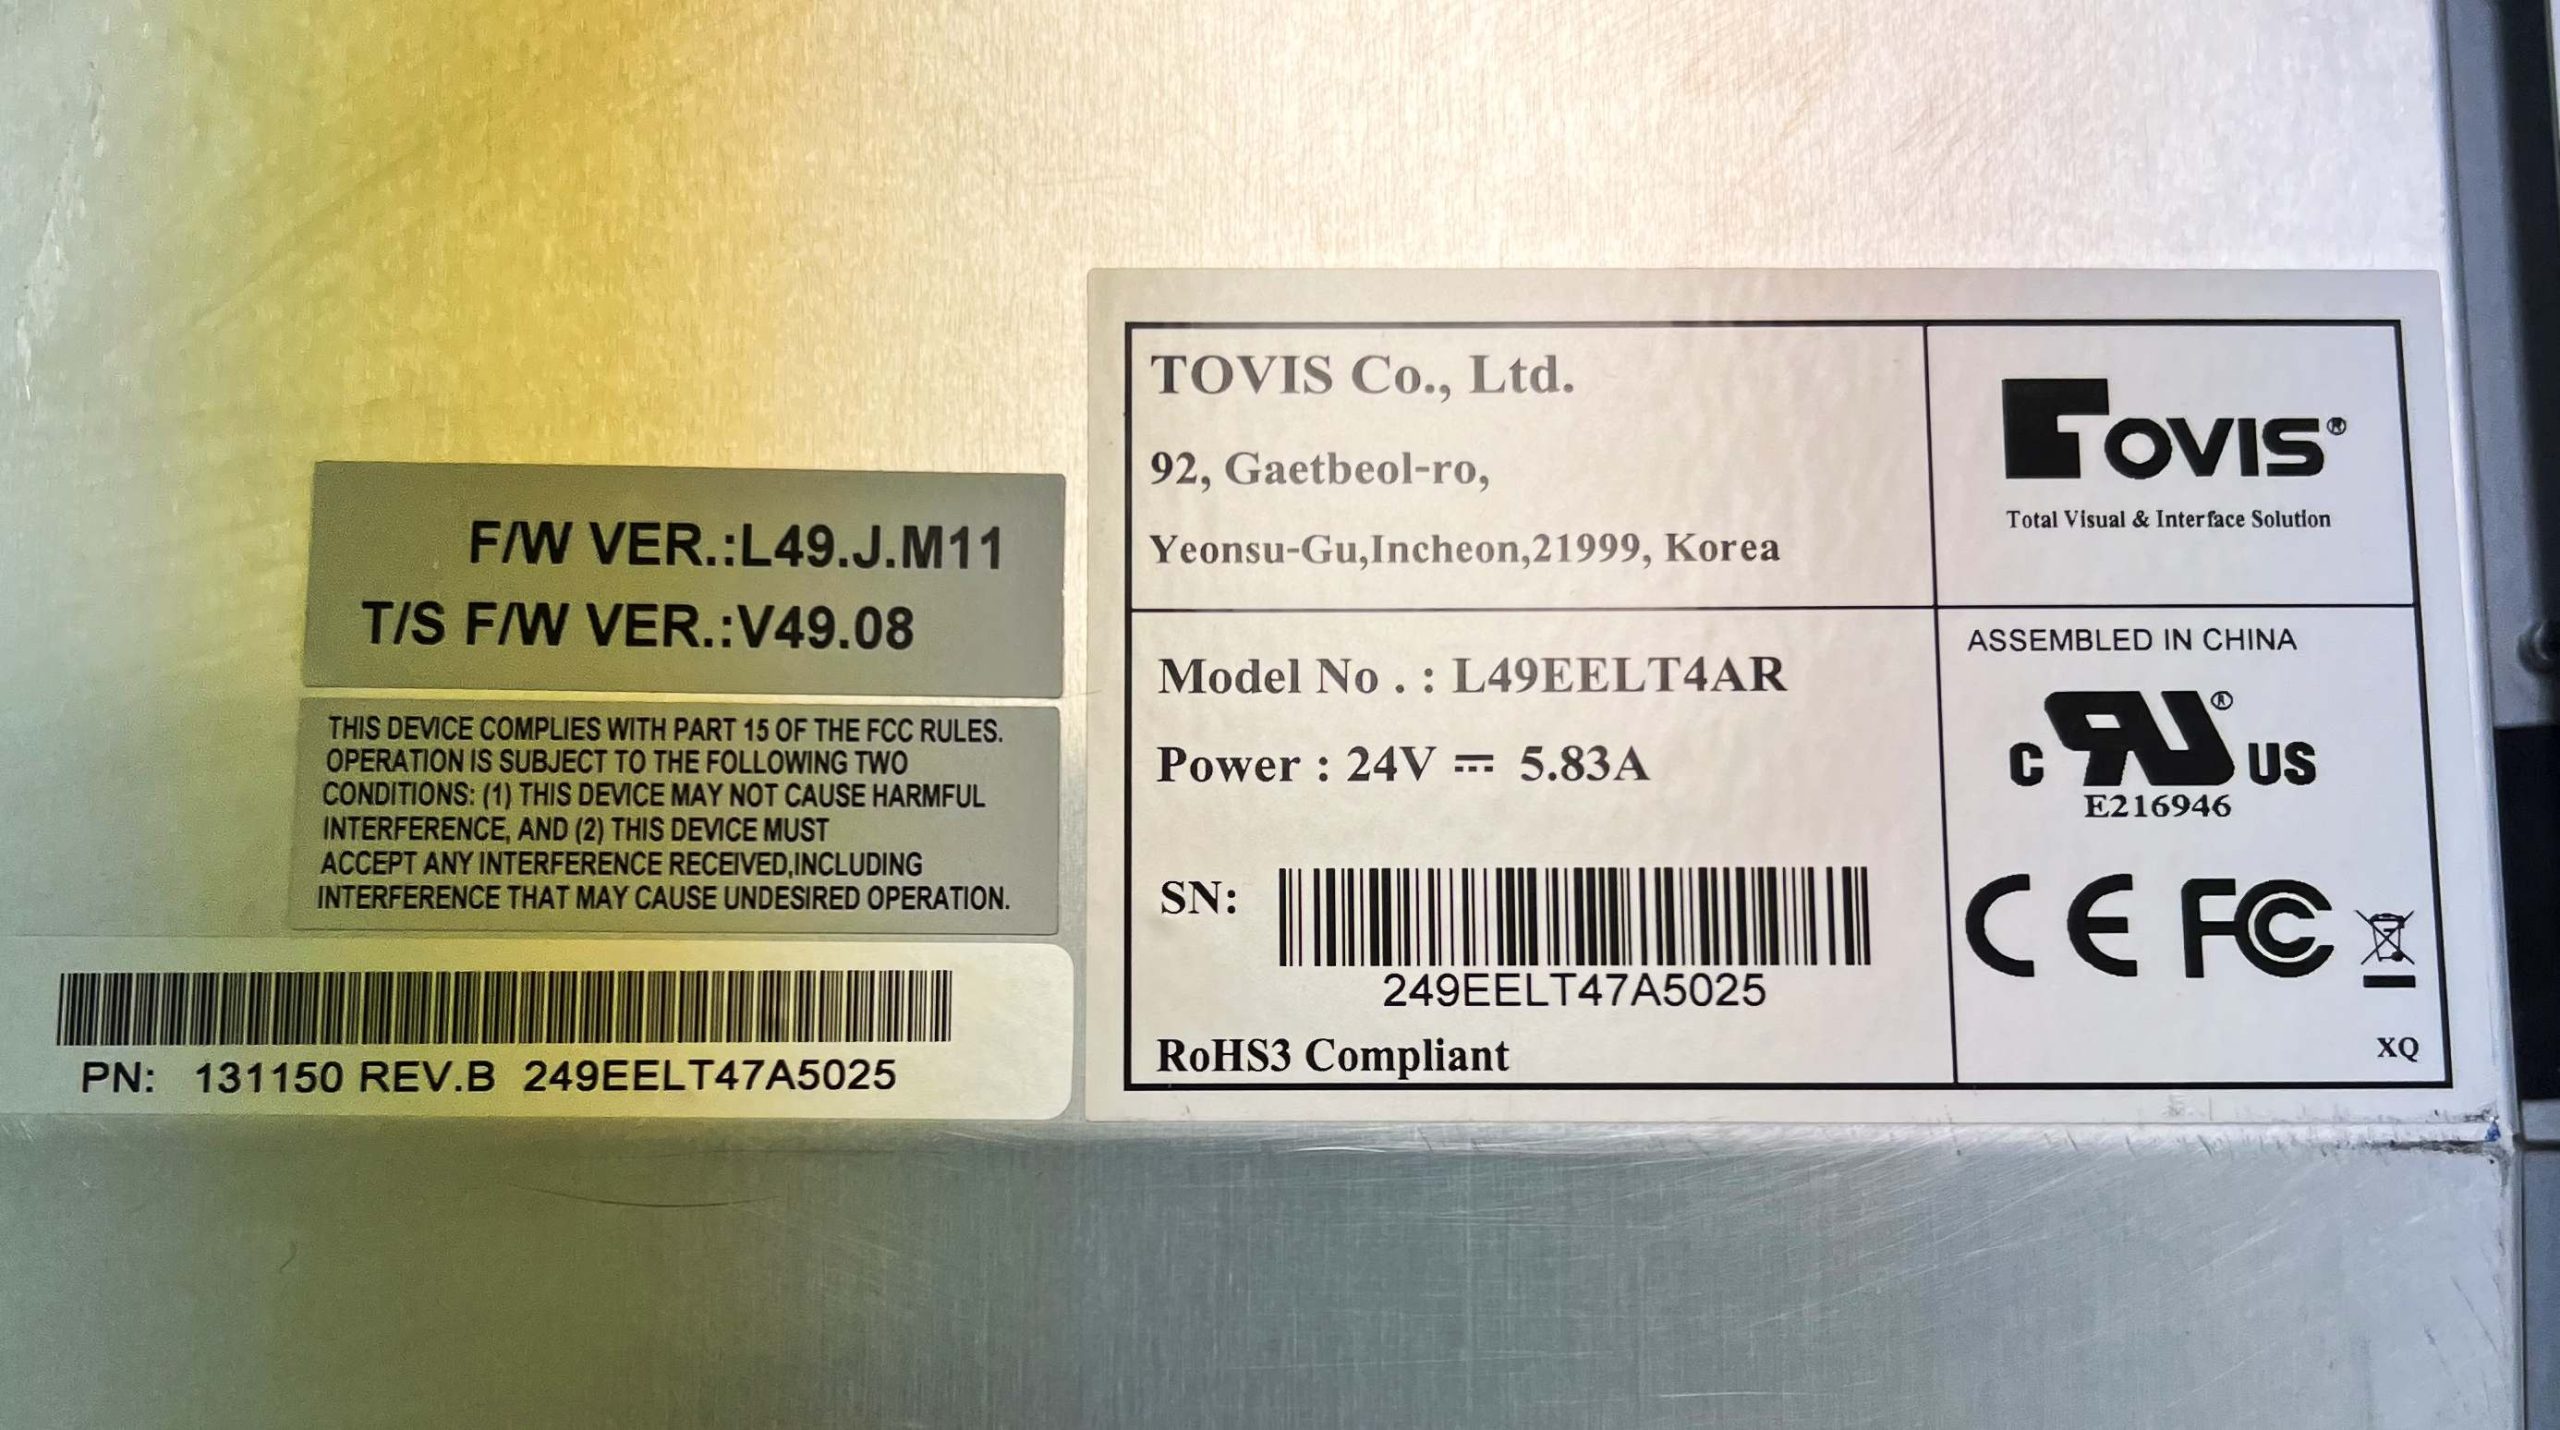 F/W VER.:L49.J.M11
T/S F/W VER.:V49.08
THIS DEVICE COMPLIES WITH PART 15 OF THE FCC RULES.
OPERATION IS SUBJECT TO THE FOLLOWING TWO
CONDITIONS: (1) THIS DEVICE MAY NOT CAUSE HARMFUL
INTERFERENCE, AND (2) THIS DEVICE MUST
ACCEPT ANY INTERFERENCE RECEIVED,INCLUDING
INTERFERENCE THAT MAY CAUSE UNDESIRED OPERATION.
PN: 131150 REV.B 249EELT47A5025
TOVIS Co., Ltd.
92, Gaetbeol-ro,
Yeonsu-Gu,Incheon,21999, Korea
TOVIS®
Total Visual & Interface Solution
Model No . : L49EELT4AR
Power : 24V ⎓ 5.83A
SN:
249EELT47A5025
RoHS3 Compliant
ASSEMBLED IN CHINA
C RU® US
E216946
CE FC
XQ